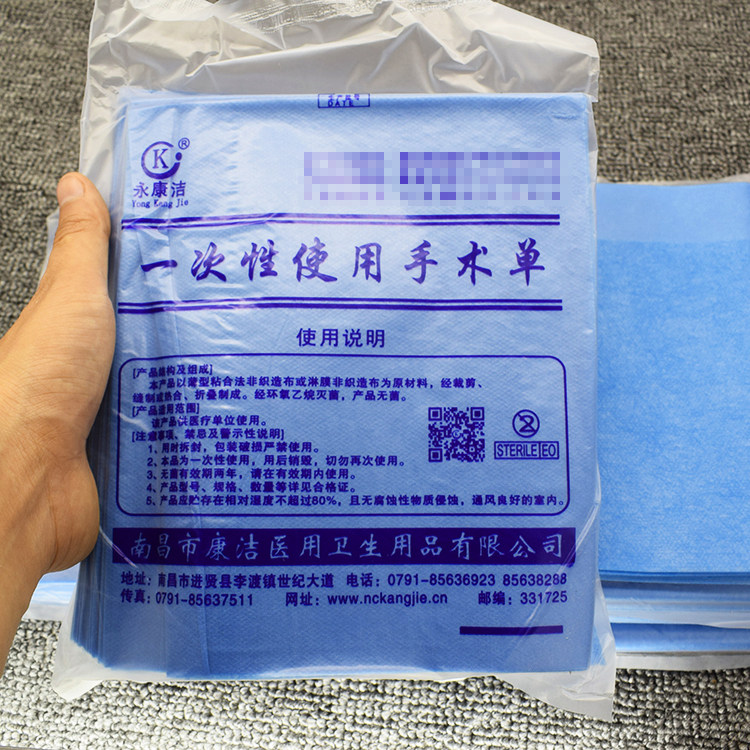 DATE
K
®
永康洁
Yong Kang Jie
一次性使用手术单
使用说明
[产品结构及组成]
本产品以薄型粘合法非织造布或淋膜非织造布为原材料，经裁剪、
缝制或热合、折叠制成。经环氧乙烷灭菌，产品无菌。
[产品适用范围]
该产品供医疗单位使用。
[注意事项、禁忌及警示性说明]
1、用时拆封，包装破损严禁使用。
2、本品为一次性使用，用后销毁，切勿再次使用。
3、无菌有效期两年，请在有效期内使用。
4、产品型号、规格、数量等详见合格证。
5、产品应贮存在相对湿度不超过80%，且无腐蚀性物质侵蚀，通风良好的室内。
2
STERILE EO
南昌市康洁医用卫生用品有限公司
地址：南昌市进贤县李渡镇世纪大道 电话：0791-85636923 85638288
传真：0791-85637511 网址：www.nckangjie.cn 邮编：331725